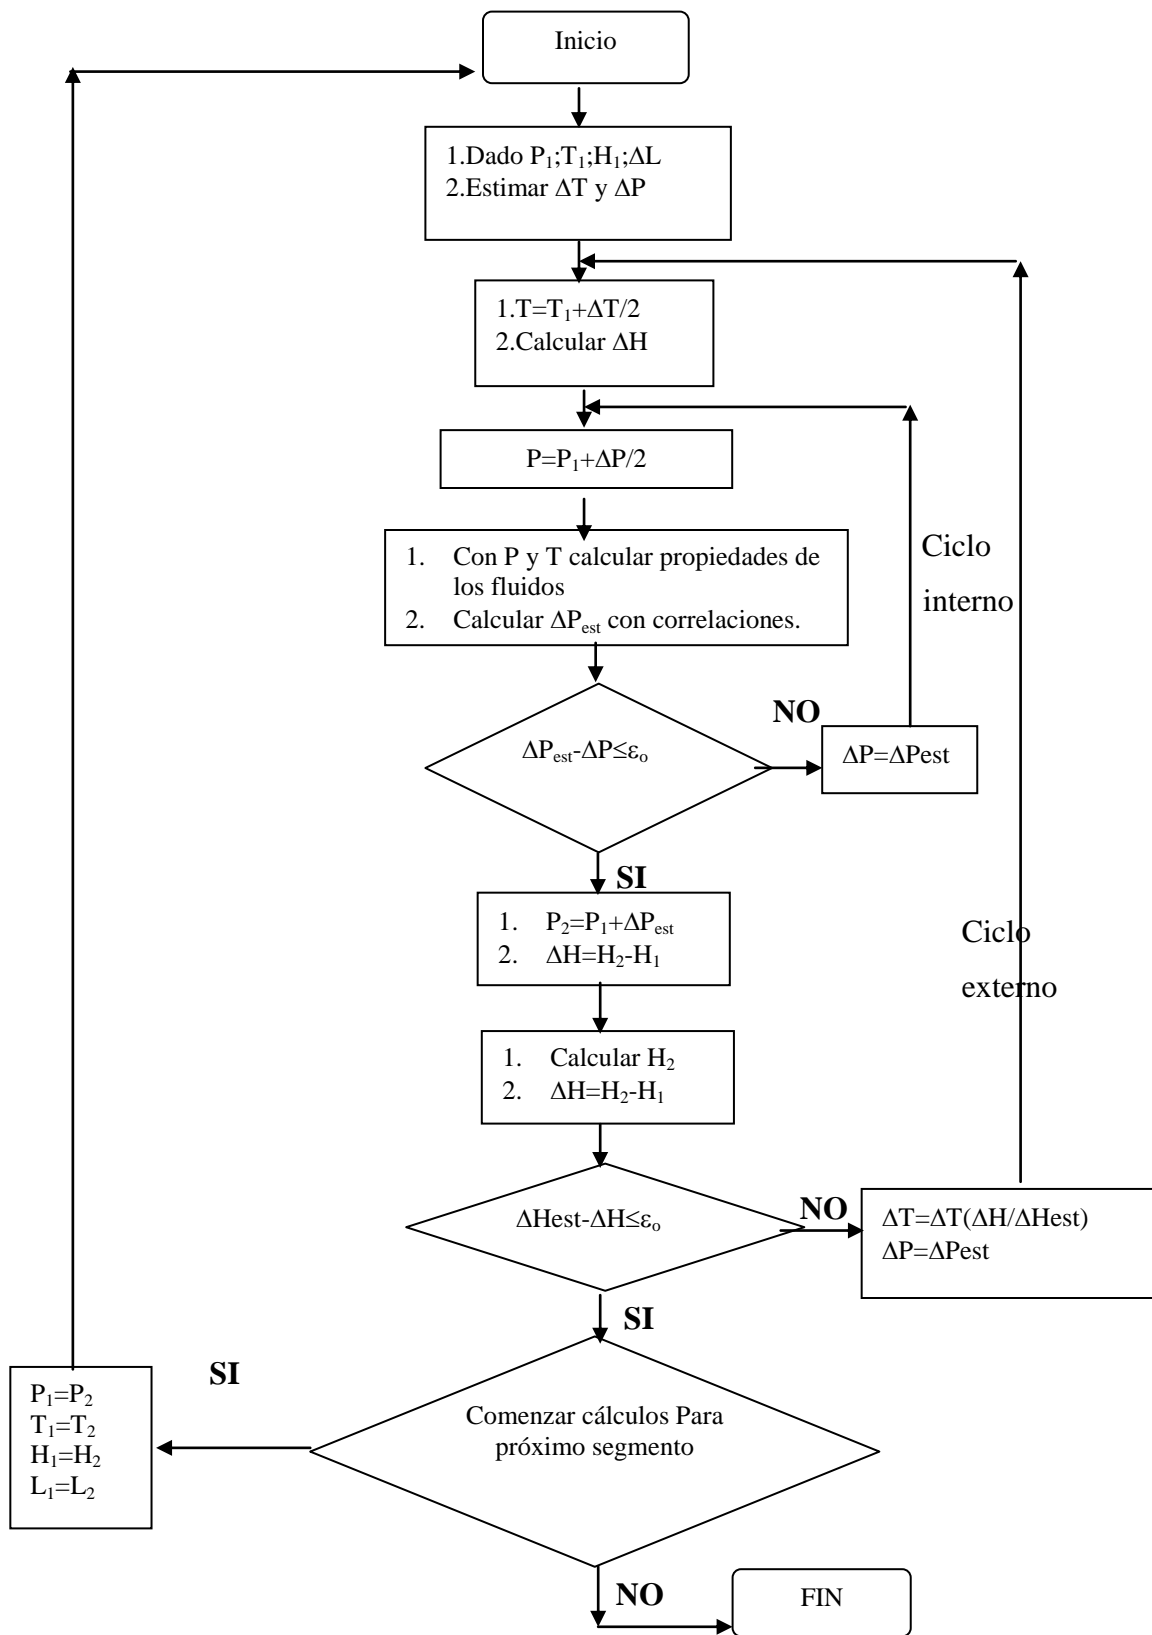 Inicio
1.Dado P₁;T₁;H₁;ΔL
2.Estimar ΔT y ΔP
1.T=T₁+ΔT/2
2.Calcular ΔH
P=P₁+ΔP/2
1. Con P y T calcular propiedades de
los fluidos
2. Calcular ΔPest con correlaciones.
Ciclo
interno
ΔPest-ΔP≤εo
NO
ΔP=ΔPest
SI
1. P₂=P₁+ΔPest
2. ΔH=H₂-H₁
Ciclo
externo
1. Calcular H₂
2. ΔH=H₂-H₁
ΔHest-ΔH≤εo
NO
ΔT=ΔT(ΔH/ΔHest)
ΔP=ΔPest
SI
Comenzar cálculos Para
próximo segmento
SI
P₁=P₂
T₁=T₂
H₁=H₂
L₁=L₂
NO
FIN